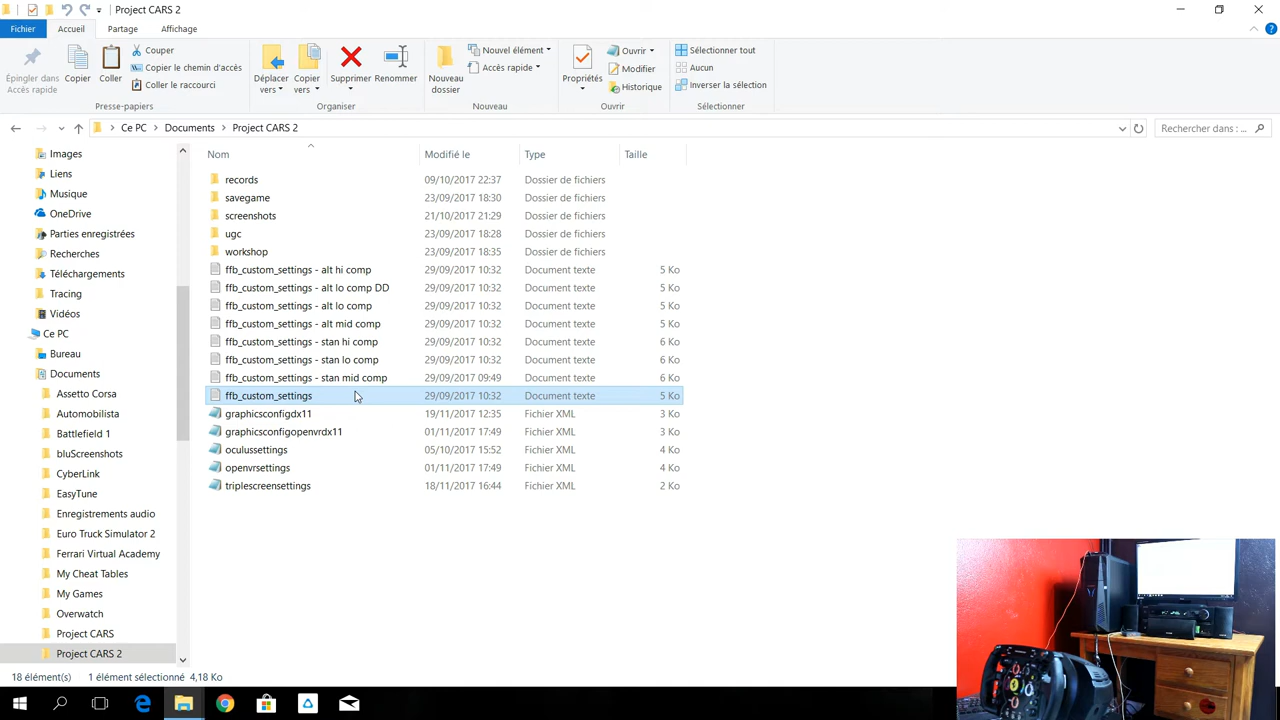 Project CARS 2
Fichier Accueil Partage Affichage
Épingler dans Accès rapide
Copier
Coller
Couper
Copier le chemin d'accès
Coller le raccourci
Presse-papiers
Déplacer vers
Copier vers
Supprimer
Renommer
Organiser
Nouveau dossier
Nouvel élément
Accès rapide
Nouveau
Propriétés
Ouvrir
Modifier
Historique
Ouvrir
Sélectionner tout
Aucun
Inverser la sélection
Sélectionner
Ce PC > Documents > Project CARS 2
Rechercher dans : ...
Images
Liens
Musique
OneDrive
Parties enregistrées
Recherches
Téléchargements
Tracing
Vidéos
Ce PC
Bureau
Documents
Assetto Corsa
Automobilista
Battlefield 1
bluScreenshots
CyberLink
EasyTune
Enregistrements audio
Euro Truck Simulator 2
Ferrari Virtual Academy
My Cheat Tables
My Games
Overwatch
Project CARS
Project CARS 2
Nom Modifié le Type Taille
records 09/10/2017 22:37 Dossier de fichiers
savegame 23/09/2017 18:30 Dossier de fichiers
screenshots 21/10/2017 21:29 Dossier de fichiers
ugc 23/09/2017 18:28 Dossier de fichiers
workshop 23/09/2017 18:35 Dossier de fichiers
ffb_custom_settings - alt hi comp 29/09/2017 10:32 Document texte 5 Ko
ffb_custom_settings - alt lo comp DD 29/09/2017 10:32 Document texte 5 Ko
ffb_custom_settings - alt lo comp 29/09/2017 10:32 Document texte 5 Ko
ffb_custom_settings - alt mid comp 29/09/2017 10:32 Document texte 5 Ko
ffb_custom_settings - stan hi comp 29/09/2017 10:32 Document texte 6 Ko
ffb_custom_settings - stan lo comp 29/09/2017 10:32 Document texte 6 Ko
ffb_custom_settings - stan mid comp 29/09/2017 09:49 Document texte 6 Ko
ffb_custom_settings 29/09/2017 10:32 Document texte 5 Ko
graphicsconfigdx11 19/11/2017 12:35 Fichier XML 3 Ko
graphicsconfigopenvrdx11 01/11/2017 17:49 Fichier XML 3 Ko
oculussettings 05/10/2017 15:52 Fichier XML 4 Ko
openvrsettings 01/11/2017 17:49 Fichier XML 4 Ko
triplescreensettings 18/11/2017 16:44 Fichier XML 2 Ko
18 élément(s) 1 élément sélectionné 4,18 Ko